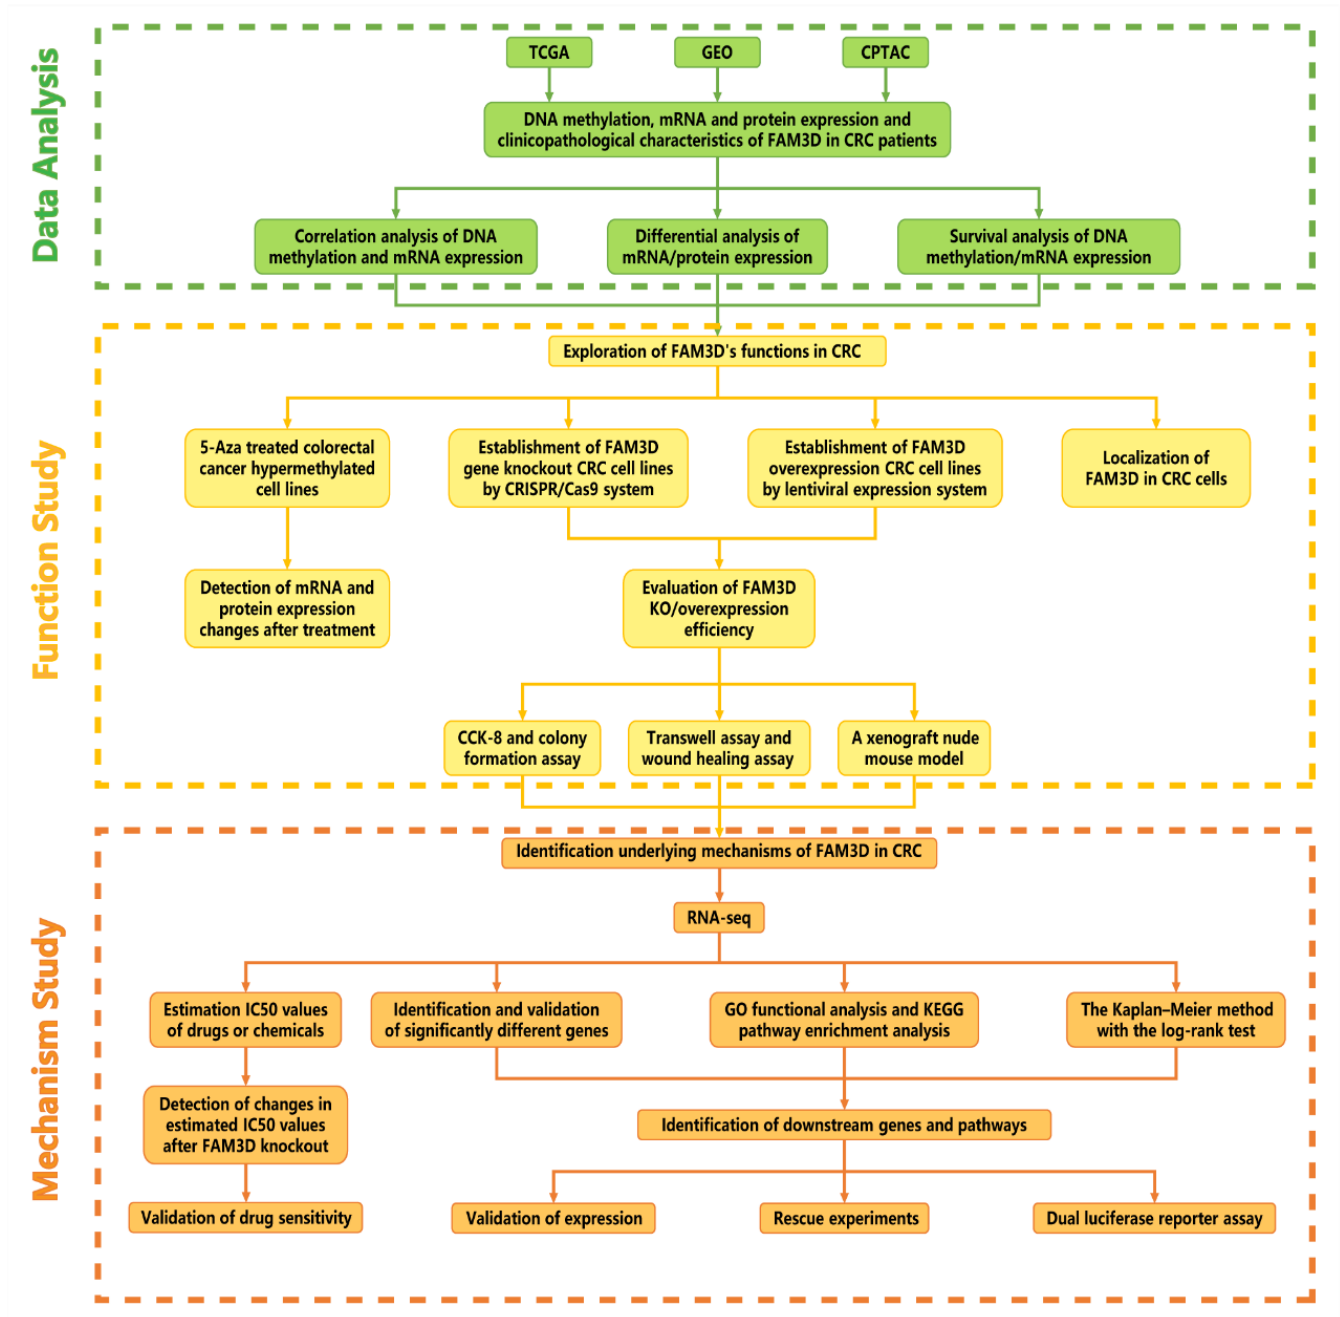 Data Analysis
TCGA
GEO
CPTAC
DNA methylation, mRNA and protein expression and
clinicopathological characteristics of FAM3D in CRC patients
Correlation analysis of DNA
methylation and mRNA expression
Differential analysis of
mRNA/protein expression
Survival analysis of DNA
methylation/mRNA expression
Function Study
Exploration of FAM3D's functions in CRC
5-Aza treated colorectal
cancer hypermethylated
cell lines
Establishment of FAM3D
gene knockout CRC cell lines
by CRISPR/Cas9 system
Establishment of FAM3D
overexpression CRC cell lines
by lentiviral expression system
Localization of
FAM3D in CRC cells
Detection of mRNA and
protein expression
changes after treatment
Evaluation of FAM3D
KO/overexpression
efficiency
CCK-8 and colony
formation assay
Transwell assay and
wound healing assay
A xenograft nude
mouse model
Mechanism Study
Identification underlying mechanisms of FAM3D in CRC
RNA-seq
Estimation IC50 values
of drugs or chemicals
Identification and validation
of significantly different genes
GO functional analysis and KEGG
pathway enrichment analysis
The Kaplan–Meier method
with the log-rank test
Detection of changes in
estimated IC50 values
after FAM3D knockout
Identification of downstream genes and pathways
Validation of drug sensitivity
Validation of expression
Rescue experiments
Dual luciferase reporter assay